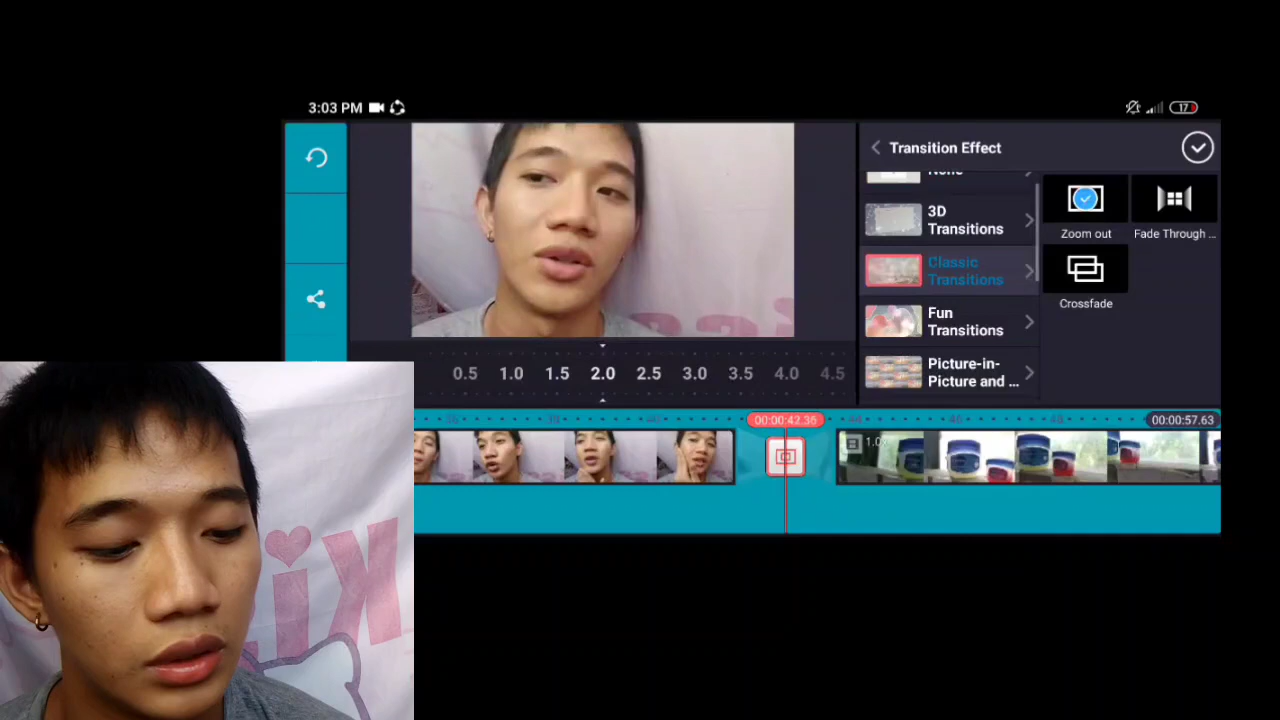 3:03 PM
17
Transition Effect
None
3D
Transitions
Classic
Transitions
Fun
Transitions
Picture-in-
Picture and ...
Zoom out
Fade Through ...
Crossfade
0.5 1.0 1.5 2.0 2.5 3.0 3.5 4.0 4.5
00:00:42.36
00:00:57.63